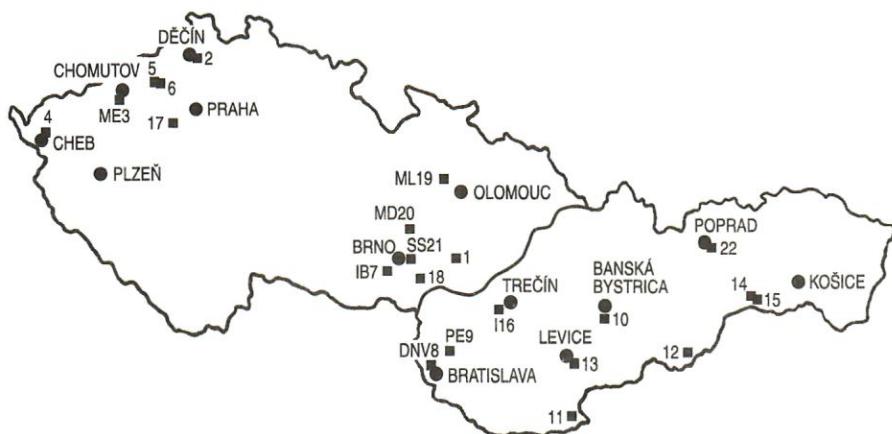 DĚČÍN
2
CHOMUTOV
5
6
ME3
PRAHA
17
4
CHEB
PLZEŇ
ML19
OLOMOUC
MD20
BRNO
SS21
1
IB7
18
POPRAD
22
TREČÍN
BANSKÁ
BYSTRICA
14
15
KOŠICE
I16
10
LEVICE
PE9
DNV8
13
12
BRATISLAVA
11